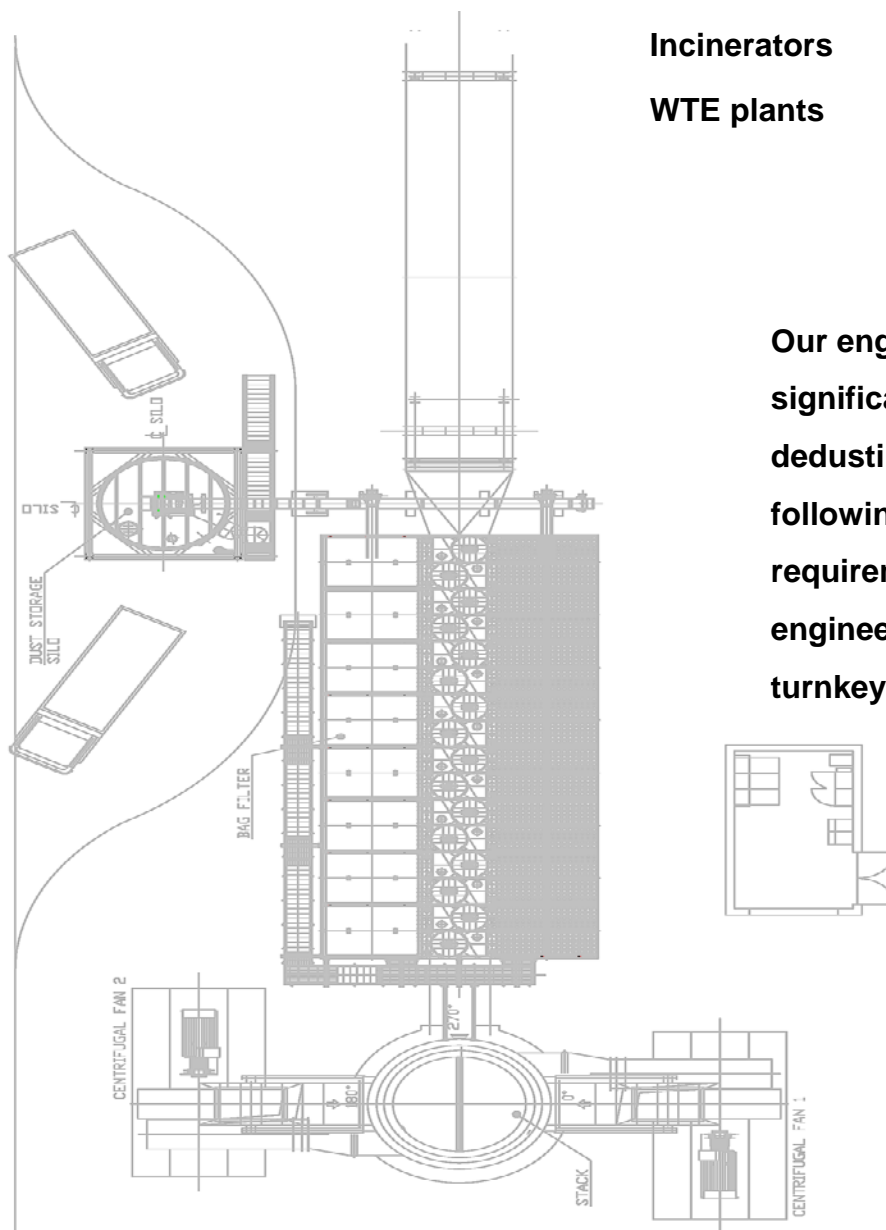 Incinerators
WTE plants
Our eng
significa
dedusti
followin
requirer
enginee
turnkey
℄ SILO
℄ SILO
DUST STORAGE
SILO
BAG FILTER
CENTRIFUGAL FAN 2
270°
180°
0°
STACK
CENTRIFUGAL FAN 1